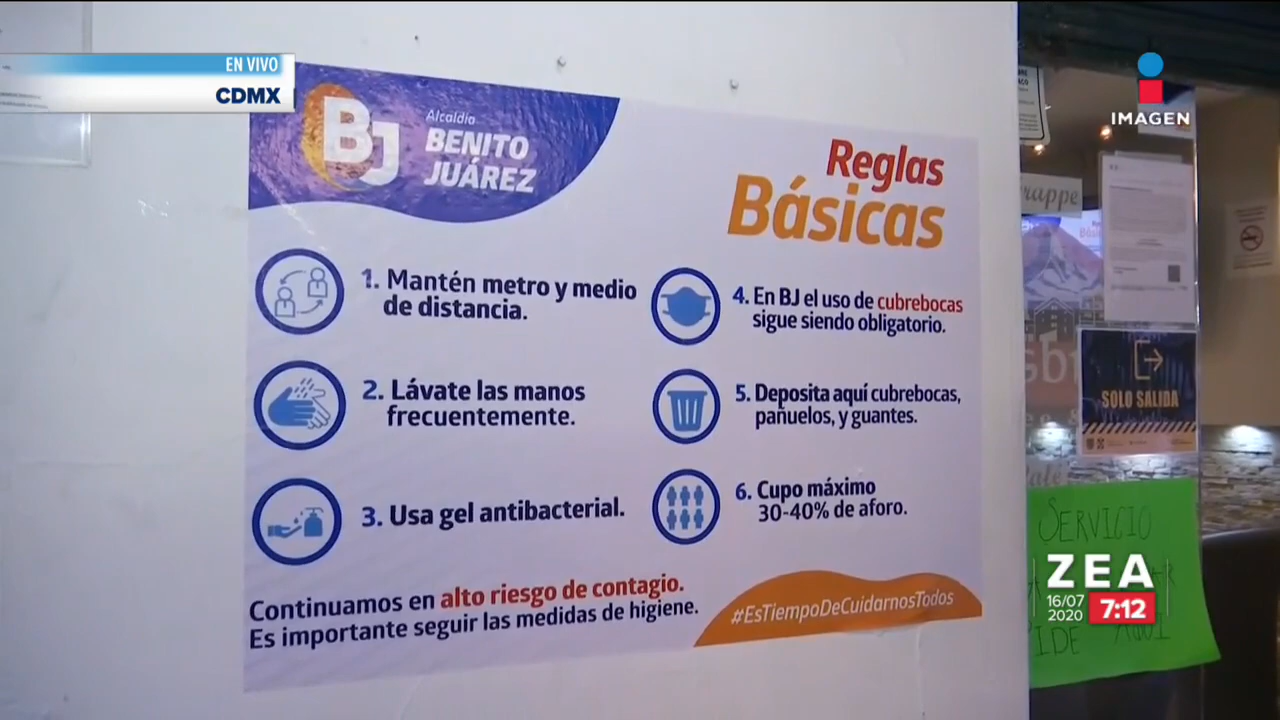 EN VIVO
CDMX
IMAGEN
BJ
Alcaldía
BENITO
JUÁREZ
Reglas
Básicas
1. Mantén metro y medio
de distancia.
2. Lávate las manos
frecuentemente.
3. Usa gel antibacterial.
4. En BJ el uso de cubrebocas
sigue siendo obligatorio.
5. Deposita aquí cubrebocas,
pañuelos, y guantes.
6. Cupo máximo
30-40% de aforo.
Continuamos en alto riesgo de contagio.
Es importante seguir las medidas de higiene.
#EsTiempoDeCuidarnosTodos
SOLO SALIDA
SERVICIO
ZEA
16/07
2020
7:12